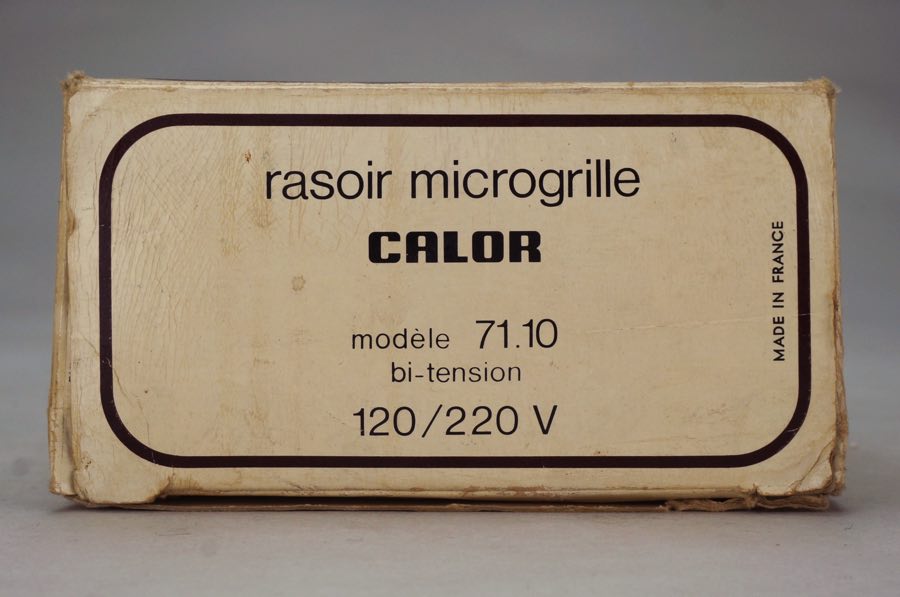 rasoir microgrille
CALOR
modèle 71.10
bi-tension
120/220 V
MADE IN FRANCE